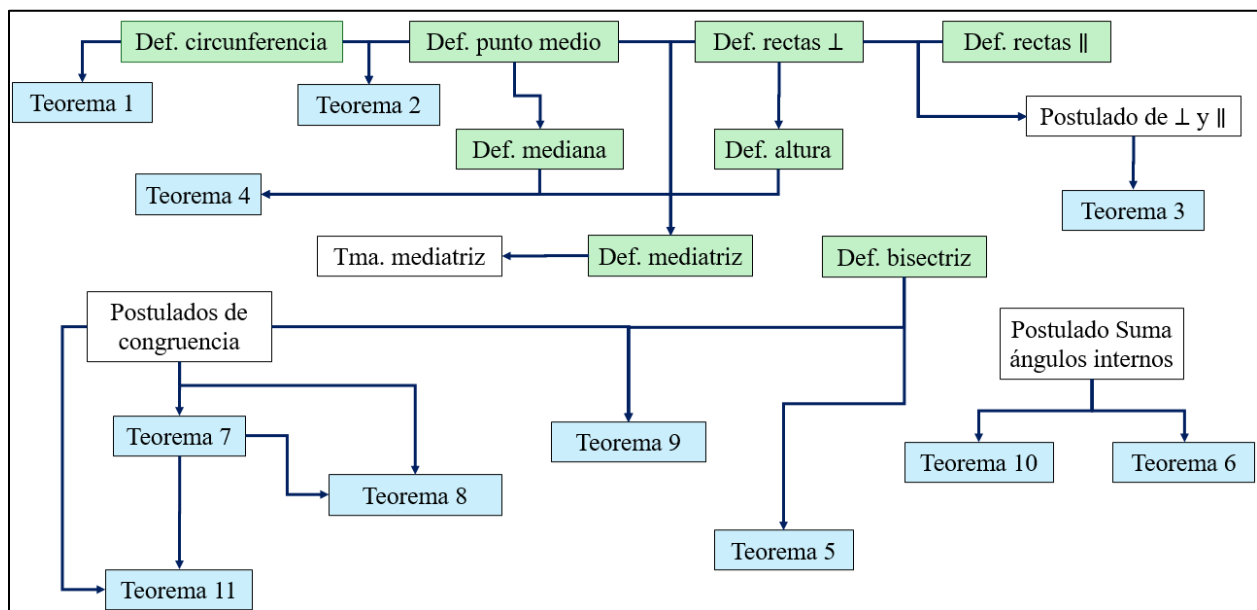 Def. circunferencia
Def. punto medio
Def. rectas ⊥
Def. rectas ∥
Teorema 1
Teorema 2
Postulado de ⊥ y ∥
Def. mediana
Def. altura
Teorema 4
Teorema 3
Tma. mediatriz
Def. mediatriz
Def. bisectriz
Postulados de
congruencia
Postulado Suma
ángulos internos
Teorema 7
Teorema 9
Teorema 10
Teorema 6
Teorema 8
Teorema 5
Teorema 11